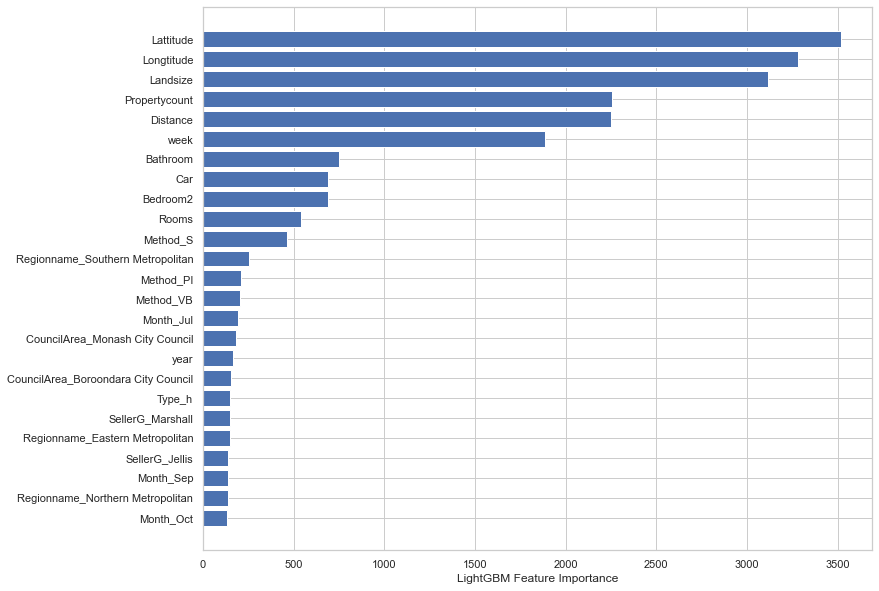 Lattitude
Longtitude
Landsize
Propertycount
Distance
week
Bathroom
Car
Bedroom2
Rooms
Method_S
Regionname_Southern Metropolitan
Method_PI
Method_VB
Month_Jul
CouncilArea_Monash City Council
year
CouncilArea_Boroondara City Council
Type_h
SellerG_Marshall
Regionname_Eastern Metropolitan
SellerG_Jellis
Month_Sep
Regionname_Northern Metropolitan
Month_Oct
0 500 1000 1500 2000 2500 3000 3500
LightGBM Feature Importance